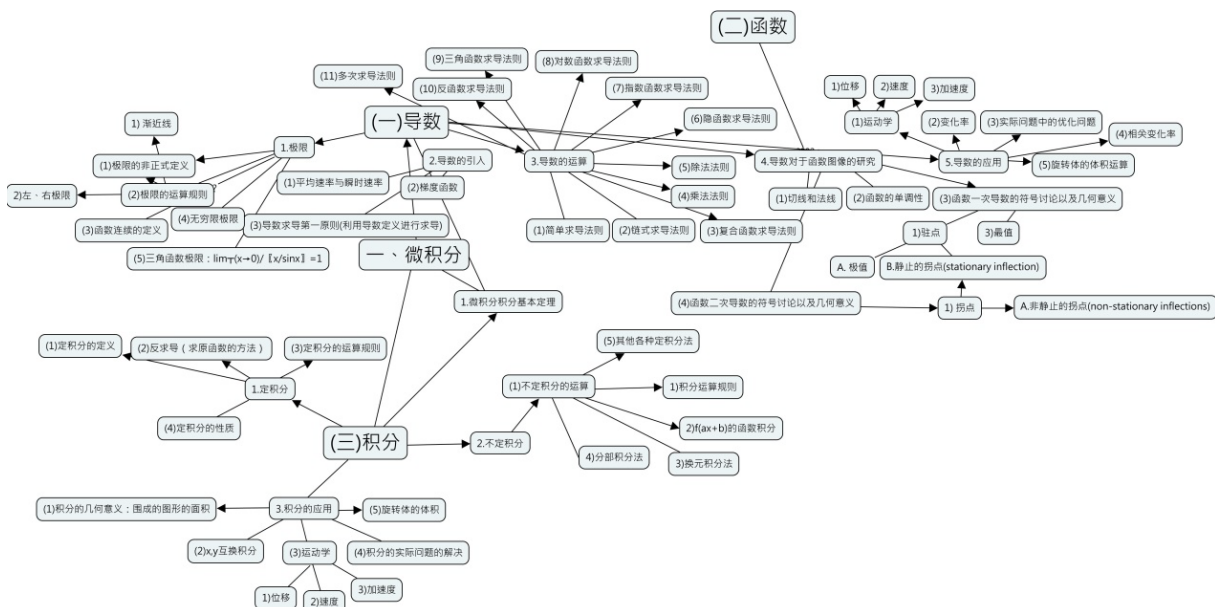 (二)函数
(9)三角函数求导法则
(8)对数函数求导法则
(11)多次求导法则
(10)反函数求导法则
(7)指数函数求导法则
1)位移
2)速度
3)加速度
(一)导数
(6)隐函数求导法则
(1)运动学
(2)变化率
(3)实际问题中的优化问题
(4)相关变化率
1) 渐近线
1.极限
2.导数的引入
3.导数的运算
4.导数对于函数图像的研究
5.导数的应用
(5)旋转体的体积运算
(1)极限的非正式定义
(1)平均速率与瞬时速率
(2)梯度函数
(5)除法法则
2)左、右极限
(2)极限的运算规则
(4)乘法法则
(1)切线和法线
(2)函数的单调性
(3)函数一次导数的符号讨论以及几何意义
(4)无穷限极限
(3)函数连续的定义
(3)导数求导第一原则(利用导数定义进行求导)
(1)简单求导法则
(2)链式求导法则
(3)复合函数求导法则
1)驻点
3)最值
(5)三角函数极限：lim┬(x→0)/〖x/sinx〗=1
一、微积分
A. 极值
B.静止的拐点(stationary inflection)
1.微积分积分基本定理
(4)函数二次导数的符号讨论以及几何意义
1) 拐点
A.非静止的拐点(non-stationary inflections)
(1)定积分的定义
(2)反求导（求原函数的方法）
(3)定积分的运算规则
(5)其他各种定积分法
1.定积分
(1)不定积分的运算
1)积分运算规则
(4)定积分的性质
(三)积分
2.不定积分
2)f(ax+b)的函数积分
4)分部积分法
3)换元积分法
(1)积分的几何意义：围成的图形的面积
3.积分的应用
(5)旋转体的体积
(2)x,y互换积分
(3)运动学
(4)积分的实际问题的解决
1)位移
2)速度
3)加速度